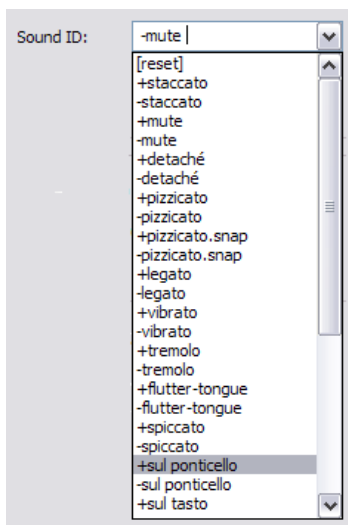 Sound ID: -mute
[reset]
+staccato
-staccato
+mute
-mute
+detaché
-detaché
+pizzicato
-pizzicato
+pizzicato.snap
-pizzicato.snap
+legato
-legato
+vibrato
-vibrato
+tremolo
-tremolo
+flutter-tongue
-flutter-tongue
+spiccato
-spiccato
+sul ponticello
-sul ponticello
+sul tasto